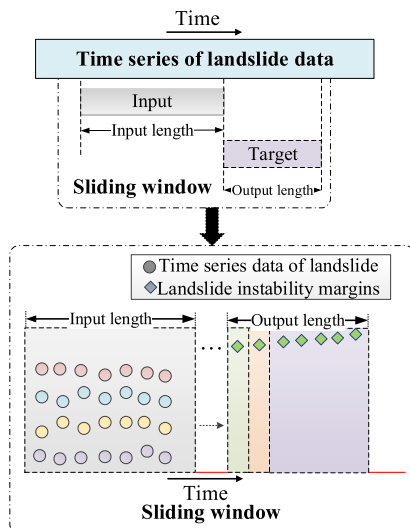 Time
Time series of landslide data
Input
Input length
Target
Sliding window
Output length
Time series data of landslide
Landslide instability margins
Input length
Output length
...
Time
Sliding window